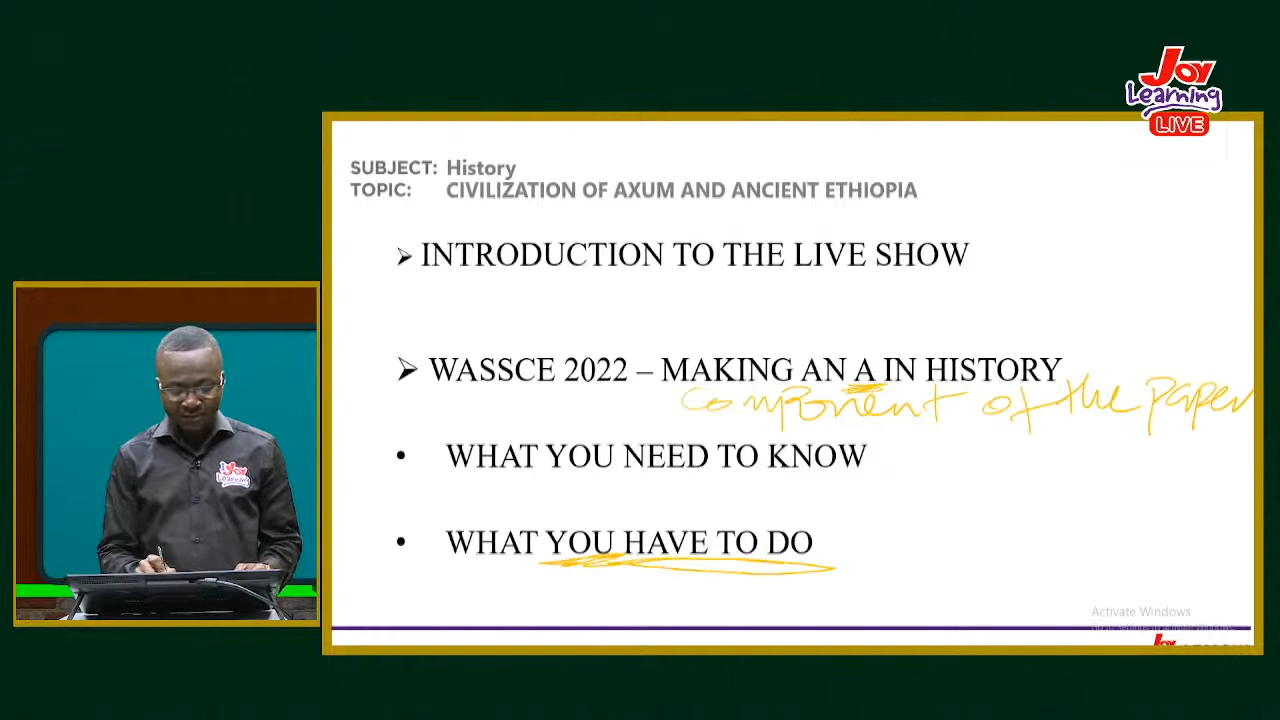 Joy
Learning
LIVE
SUBJECT: History
TOPIC: CIVILIZATION OF AXUM AND ANCIENT ETHIOPIA
➢ INTRODUCTION TO THE LIVE SHOW
➢ WASSCE 2022 – MAKING AN A IN HISTORY
component of the paper
• WHAT YOU NEED TO KNOW
• WHAT YOU HAVE TO DO
Joy
Learning
Activate Windows